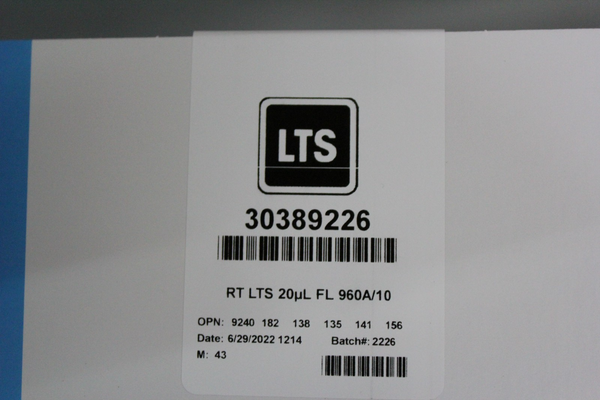 LTS
30389226
RT LTS 20µL FL 960A/10
OPN: 9240 182 138 135 141 156
Date: 6/29/2022 1214 Batch#: 2226
M: 43